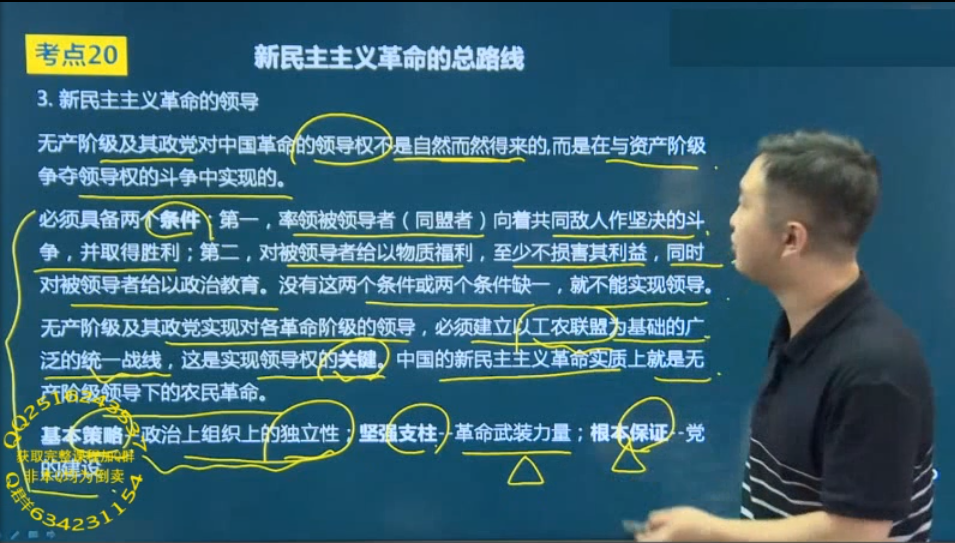 考点20
新民主主义革命的总路线
3. 新民主主义革命的领导
无产阶级及其政党对中国革命的领导权不是自然而然得来的,而是在与资产阶级
争夺领导权的斗争中实现的。
必须具备两个条件：第一，率领被领导者（同盟者）向着共同敌人作坚决的斗
争，并取得胜利；第二，对被领导者给以物质福利，至少不损害其利益，同时
对被领导者给以政治教育。没有这两个条件或两个条件缺一，就不能实现领导。
无产阶级及其政党实现对各革命阶级的领导，必须建立以工农联盟为基础的广
泛的统一战线，这是实现领导权的关键。中国的新民主主义革命实质上就是无
产阶级领导下的农民革命。
基本策略--政治上组织上的独立性；坚强支柱--革命武装力量；根本保证--党
的建设
获取完整课程加Q群
Q群634231154